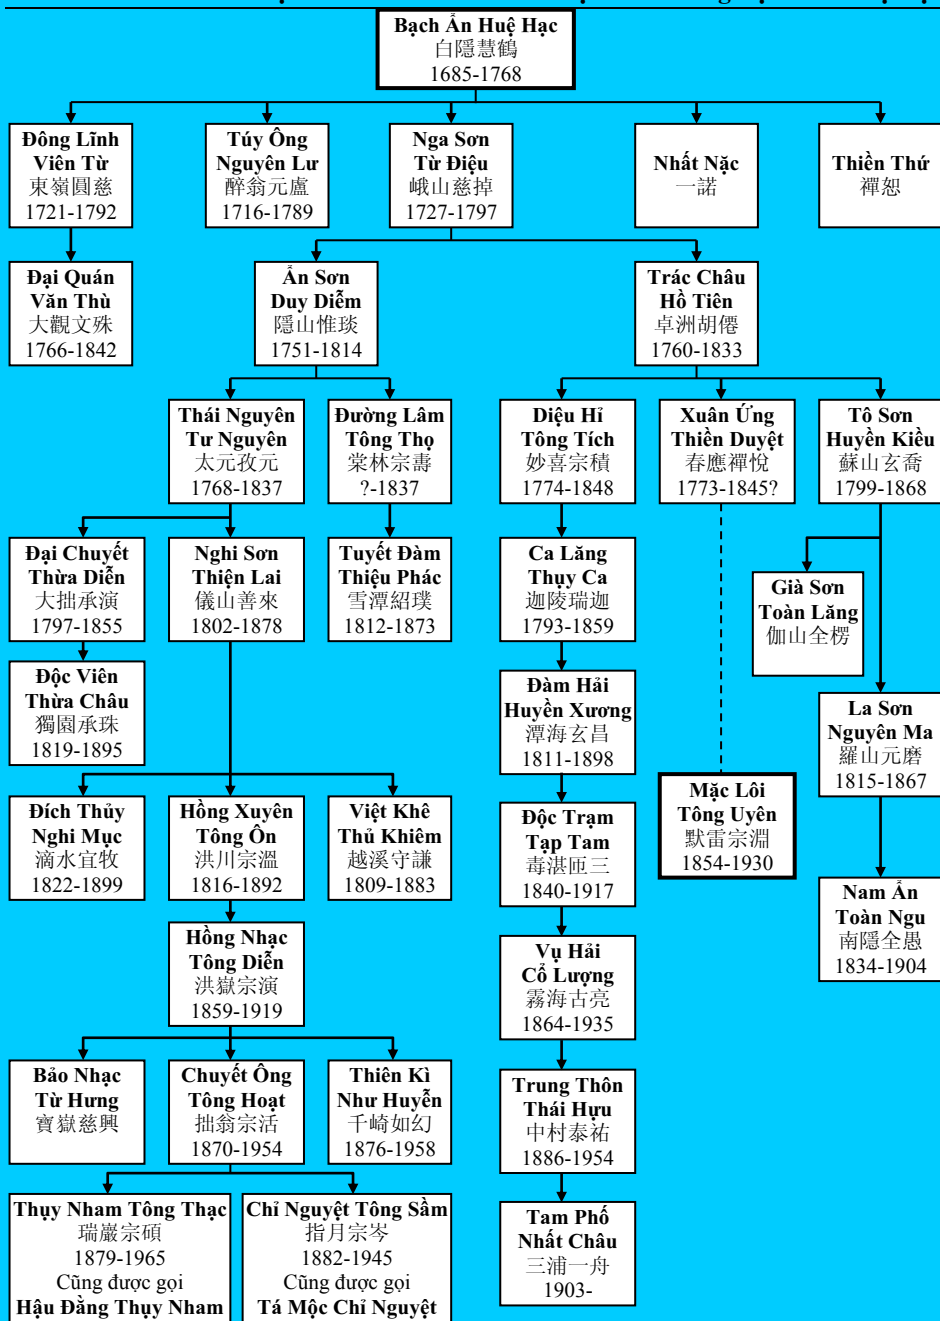 Bạch Ẩn Huệ Hạc
白隱慧鶴
1685-1768
Đông Lĩnh
Viên Từ
東嶺圓慈
1721-1792
Túy Ông
Nguyên Lư
醉翁元盧
1716-1789
Nga Sơn
Từ Điệu
峨山慈掉
1727-1797
Nhất Nặc
一諾
Thiền Thứ
禪恕
Đại Quán
Văn Thù
大觀文殊
1766-1842
Ẩn Sơn
Duy Diễm
隱山惟琰
1751-1814
Trác Châu
Hồ Tiên
卓洲胡僊
1760-1833
Thái Nguyên
Tư Nguyên
太元孜元
1768-1837
Đường Lâm
Tông Thọ
棠林宗壽
?-1837
Diệu Hỉ
Tông Tích
妙喜宗積
1774-1848
Xuân Ứng
Thiền Duyệt
春應禪悅
1773-1845?
Tô Sơn
Huyền Kiều
蘇山玄喬
1799-1868
Đại Chuyết
Thừa Diễn
大拙承演
1797-1855
Nghi Sơn
Thiện Lai
儀山善來
1802-1878
Tuyết Đàm
Thiệu Phác
雪潭紹璞
1812-1873
Ca Lăng
Thụy Ca
迦陵瑞迦
1793-1859
Già Sơn
Toàn Lăng
伽山全楞
Độc Viên
Thừa Châu
獨園承珠
1819-1895
Đàm Hải
Huyền Xương
潭海玄昌
1811-1898
La Sơn
Nguyên Ma
羅山元磨
1815-1867
Đích Thủy
Nghi Mục
滴水宜牧
1822-1899
Hồng Xuyên
Tông Ôn
洪川宗溫
1816-1892
Việt Khê
Thủ Khiêm
越溪守謙
1809-1883
Độc Trạm
Tạp Tam
毒湛匝三
1840-1917
Mặc Lôi
Tông Uyên
默雷宗淵
1854-1930
Nam Ẩn
Toàn Ngu
南隱全愚
1834-1904
Hồng Nhạc
Tông Diễn
洪嶽宗演
1859-1919
Vụ Hải
Cổ Lượng
霧海古亮
1864-1935
Bảo Nhạc
Từ Hưng
寶嶽慈興
Chuyết Ông
Tông Hoạt
拙翁宗活
1870-1954
Thiên Kì
Như Huyễn
千崎如幻
1876-1958
Trung Thôn
Thái Hựu
中村泰祐
1886-1954
Thụy Nham Tông Thạc
瑞巖宗碩
1879-1965
Cũng được gọi
Hậu Đằng Thụy Nham
Chỉ Nguyệt Tông Sầm
指月宗岑
1882-1945
Cũng được gọi
Tá Mộc Chỉ Nguyệt
Tam Phố
Nhất Châu
三浦一舟
1903-